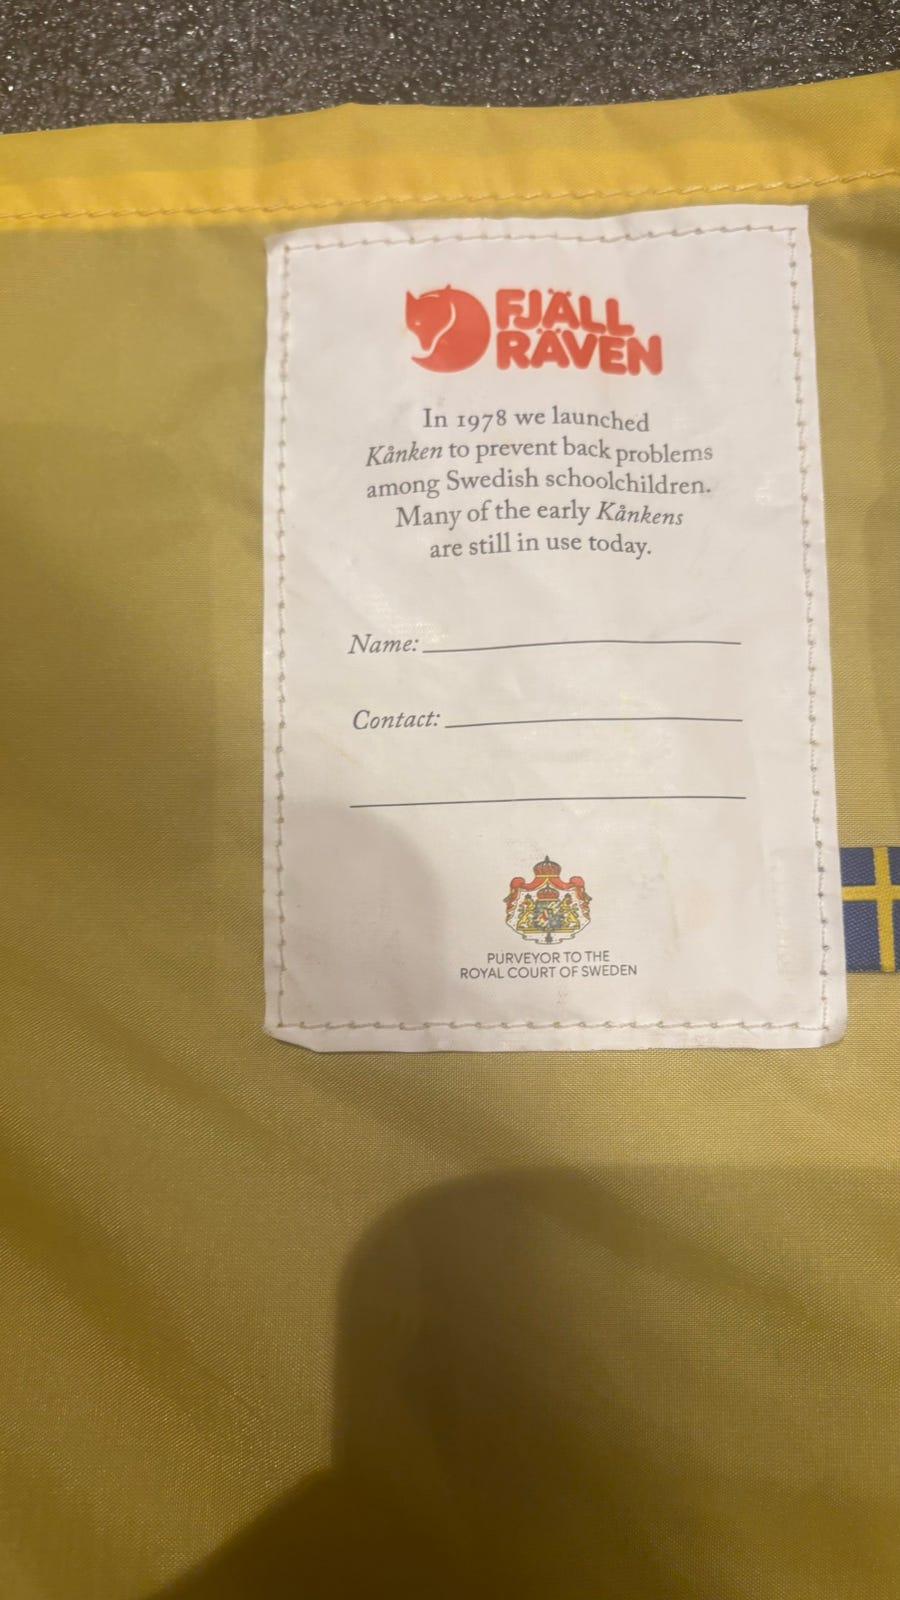 FJÄLL
RÄVEN
In 1978 we launched
Kånken to prevent back problems
among Swedish schoolchildren.
Many of the early Kånkens
are still in use today.
Name:
Contact:
PURVEYOR TO THE
ROYAL COURT OF SWEDEN